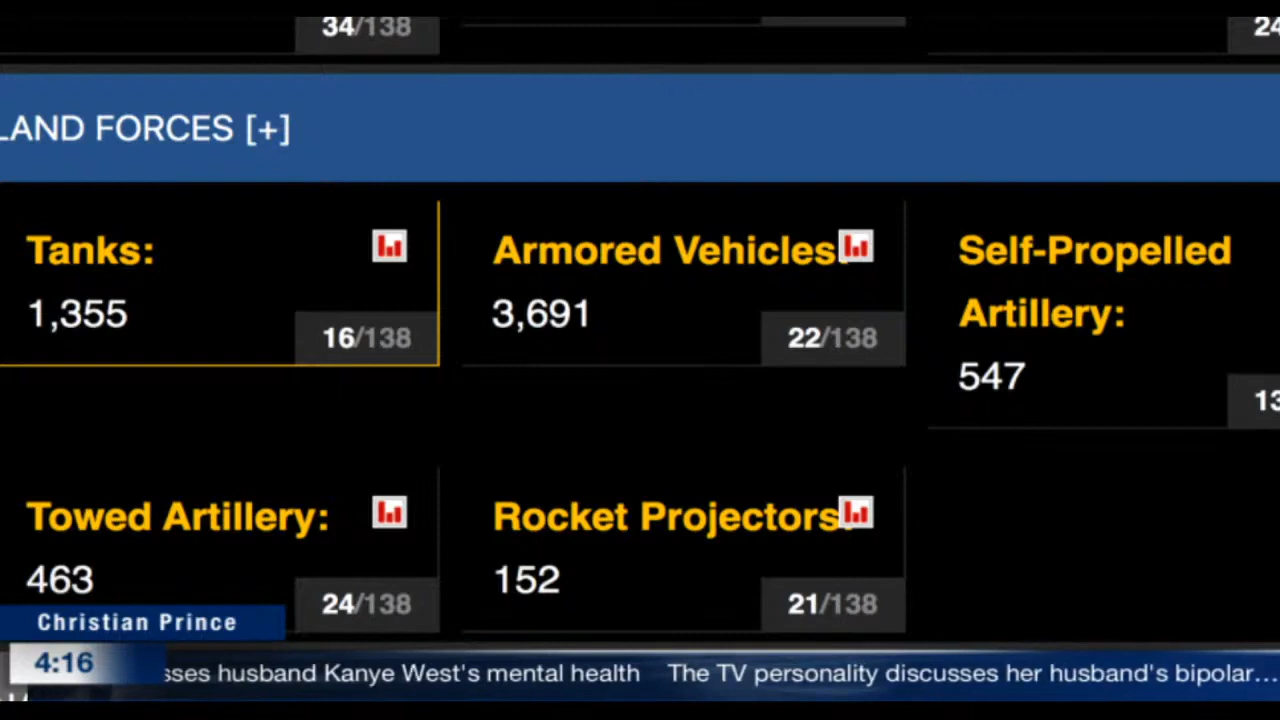 34/138
24
LAND FORCES [+]
Tanks:
1,355
16/138
Armored Vehicles:
3,691
22/138
Self-Propelled
Artillery:
547
13
Towed Artillery:
463
24/138
Rocket Projectors:
152
21/138
Christian Prince
4:16
sses husband Kanye West's mental health The TV personality discusses her husband's bipolar...